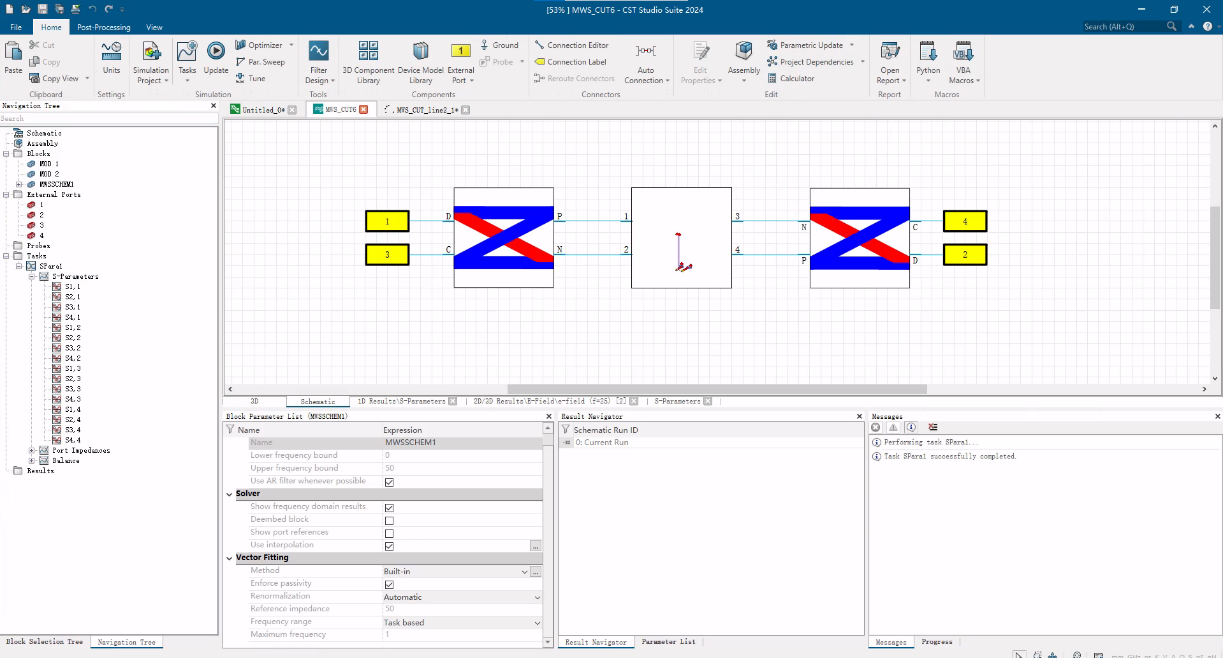 [53% ] MWS_CUT6 - CST Studio Suite 2024
File Home Post-Processing View Search (Alt+Q)
Paste Cut Copy Copy View Clipboard
Units Settings
Simulation Project Tasks Update Optimizer Par. Sweep Tune Simulation
Filter Design Tools
3D Component Library Device Model Library 1 External Port Ground Probe Components
Connection Editor Connection Label Reroute Connectors Auto Connection Connectors
Edit Properties Assembly Parametric Update Project Dependencies Calculator Edit
Open Report Report
Python VBA Macros Macros
Navigation Tree
Search
Schematic
Assembly
Blocks
MOD 1
MOD 2
MWSSCHEM1
External Ports
1
2
3
4
Probes
Tasks
SPara1
S-Parameters
S1,1
S2,1
S3,1
S4,1
S1,2
S2,2
S3,2
S4,2
S1,3
S2,3
S3,3
S4,3
S1,4
S2,4
S3,4
S4,4
Port Impedances
Balance
Results
Block Selection Tree Navigation Tree
Untitled_0* MWS_CUT6 MWS_CUT_line2_1*
1 D P 1 3 N C 4
3 C N 2 4 P D 2
3D Schematic 1D Results\S-Parameters 2D/3D Results\E-Field\e-field (f=25) [2] S-Parameters
Block Parameter List (MWSSCHEM1)
Name Expression
Name MWSSCHEM1
Lower frequency bound 0
Upper frequency bound 50
Use AR filter whenever possible
Solver
Show frequency domain results
Deembed block
Show port references
Use interpolation ...
Vector Fitting
Method Built-in ...
Enforce passivity
Renormalization Automatic
Reference impedance 50
Frequency range Task based
Maximum frequency 1
Result Navigator
Schematic Run ID
0: Current Run
Result Navigator Parameter List
Messages
Performing task SPara1...
Task SPara1 successfully completed.
Messages Progress